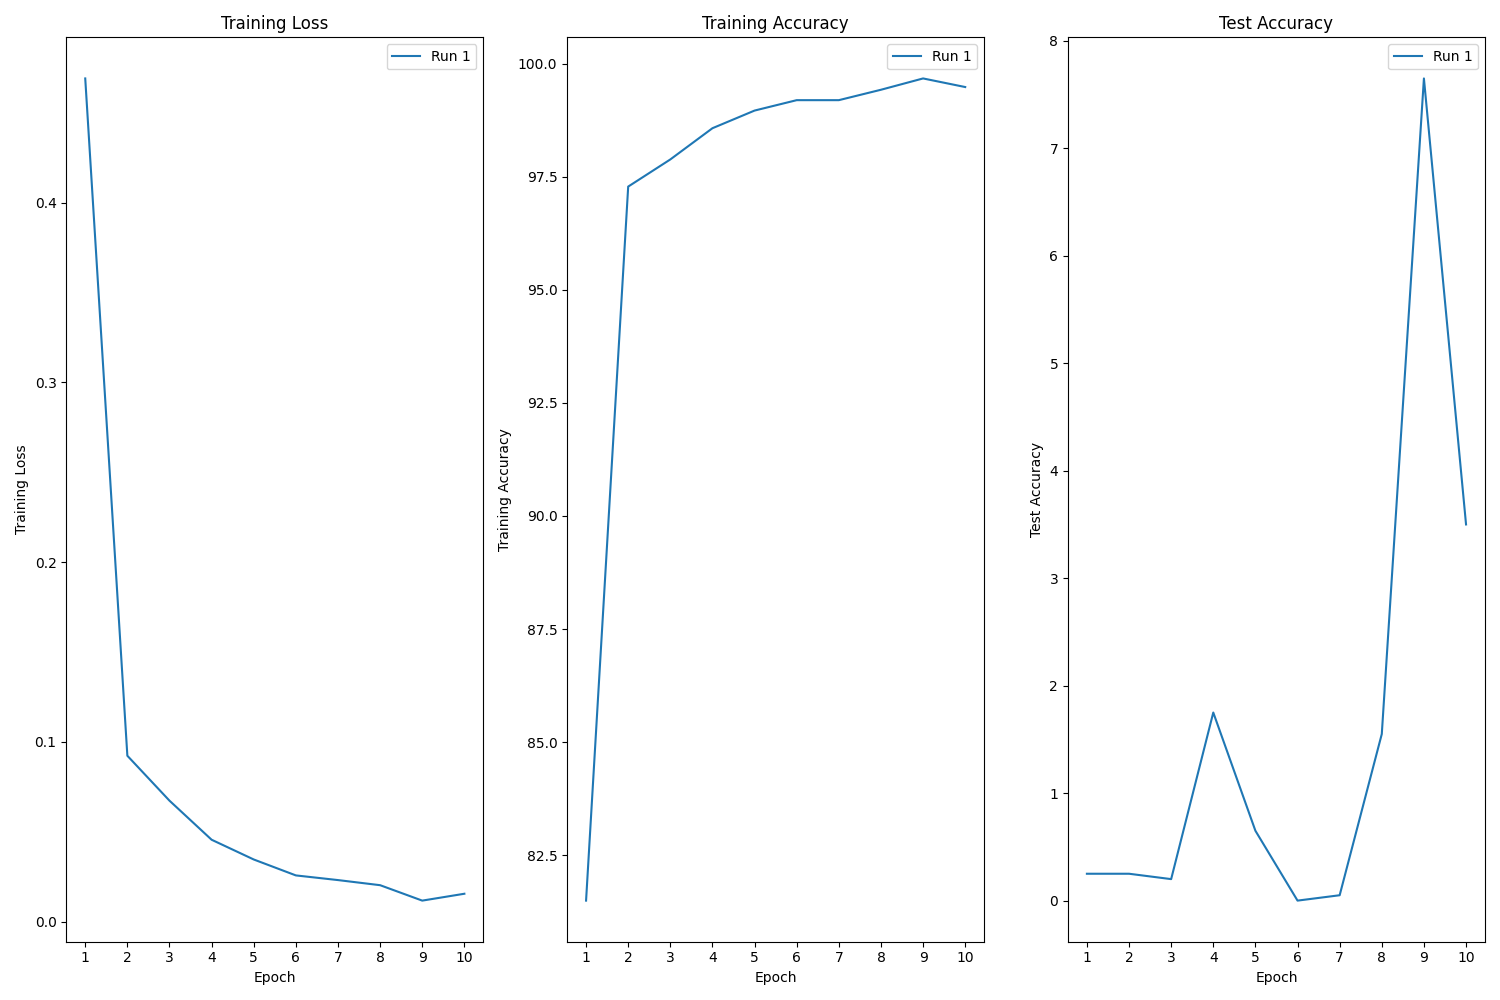 Training Loss
Run 1
0.4
0.3
0.2
0.1
0.0
Training Loss
1 2 3 4 5 6 7 8 9 10
Epoch
Training Accuracy
Run 1
100.0
97.5
95.0
92.5
90.0
87.5
85.0
82.5
Training Accuracy
1 2 3 4 5 6 7 8 9 10
Epoch
Test Accuracy
Run 1
8
7
6
5
4
3
2
1
0
Test Accuracy
1 2 3 4 5 6 7 8 9 10
Epoch